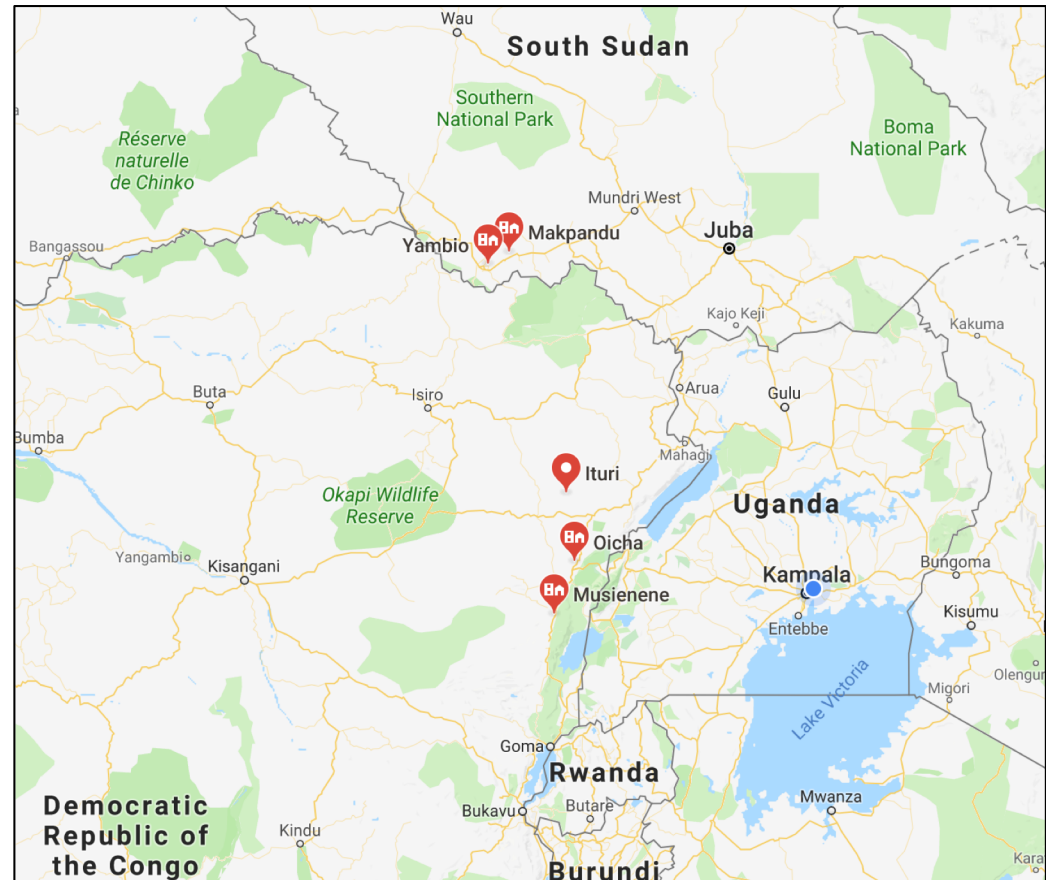 Wau
South Sudan
Southern
National Park
Réserve
naturelle
de Chinko
Boma
National Park
Mundri West
Yambio
Makpandu
Juba
Bangassou
Kajo Keji
Kakuma
Buta
Isiro
Arua
Gulu
Bumba
Mahagi
Ituri
Okapi Wildlife
Reserve
Uganda
Oicha
Yangambi
Kisangani
Kampala
Bungoma
Musienene
Entebbe
Kisumu
Olengur
Migori
Lake Victoria
Goma
Rwanda
Democratic
Republic of
the Congo
Bukavu
Butare
Mwanza
Kindu
Burundi
Kara